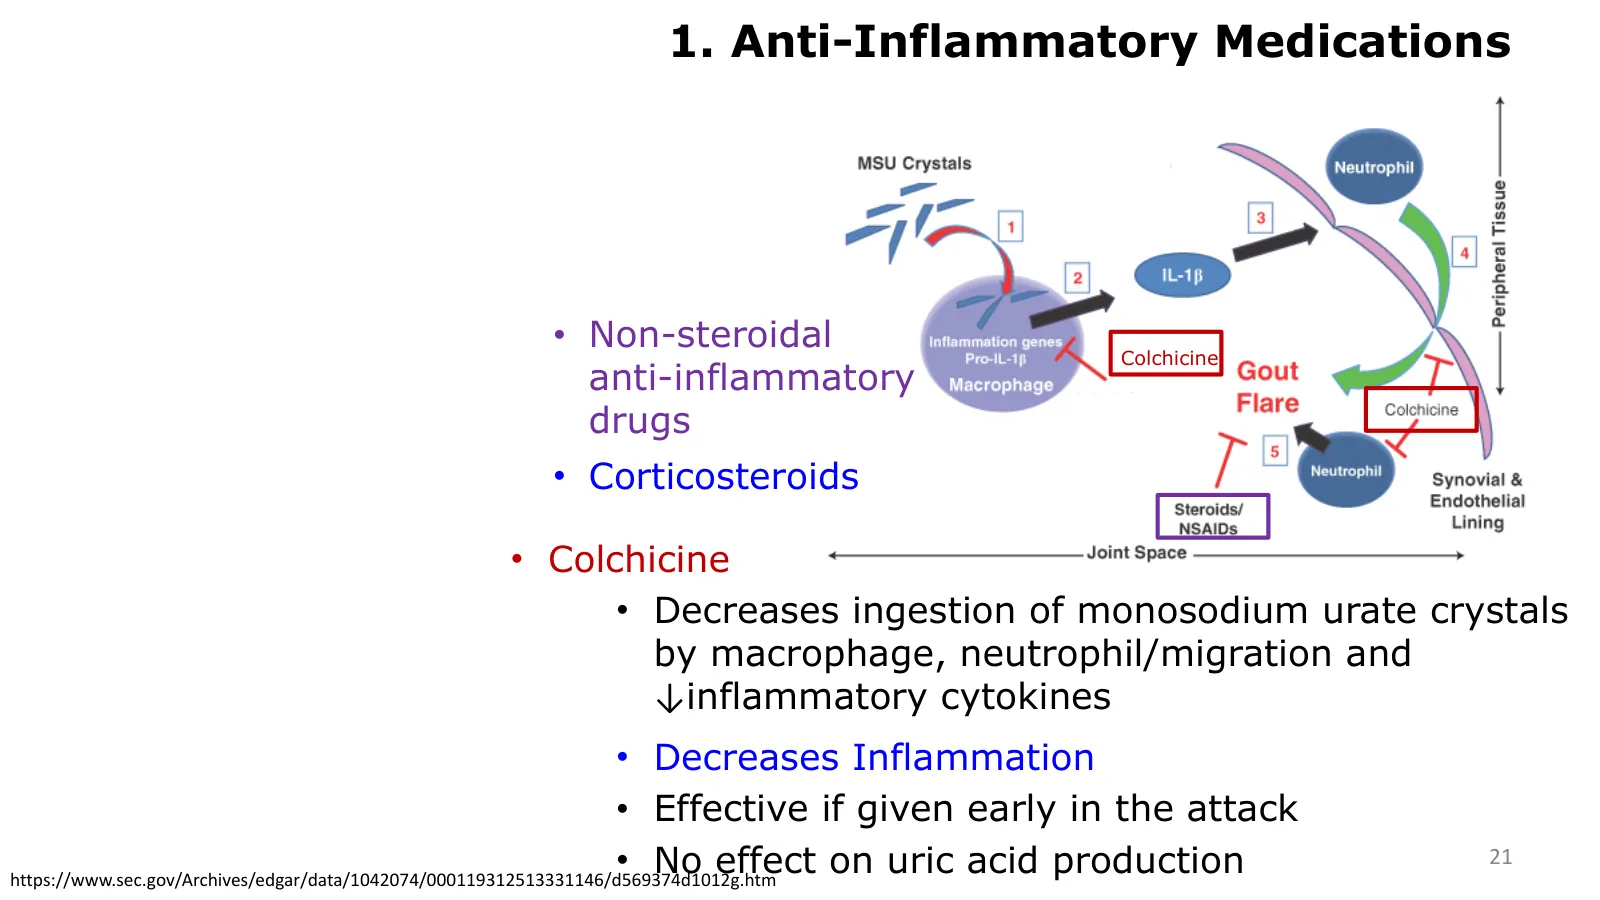 1. Anti-Inflammatory Medications
MSU Crystals
Neutrophil
1
3
4
2
IL-1β
Peripheral Tissue
Inflammation genes
Pro-IL-1β
Macrophage
Colchicine
Gout
Flare
Colchicine
5
Neutrophil
Steroids/
NSAIDs
Synovial &
Endothelial
Lining
Joint Space
• Non-steroidal
anti-inflammatory
drugs
• Corticosteroids
• Colchicine
• Decreases ingestion of monosodium urate crystals
by macrophage, neutrophil/migration and
↓inflammatory cytokines
• Decreases Inflammation
• Effective if given early in the attack
• No effect on uric acid production
21
https://www.sec.gov/Archives/edgar/data/1042074/000119312513331146/d569374d1012g.htm